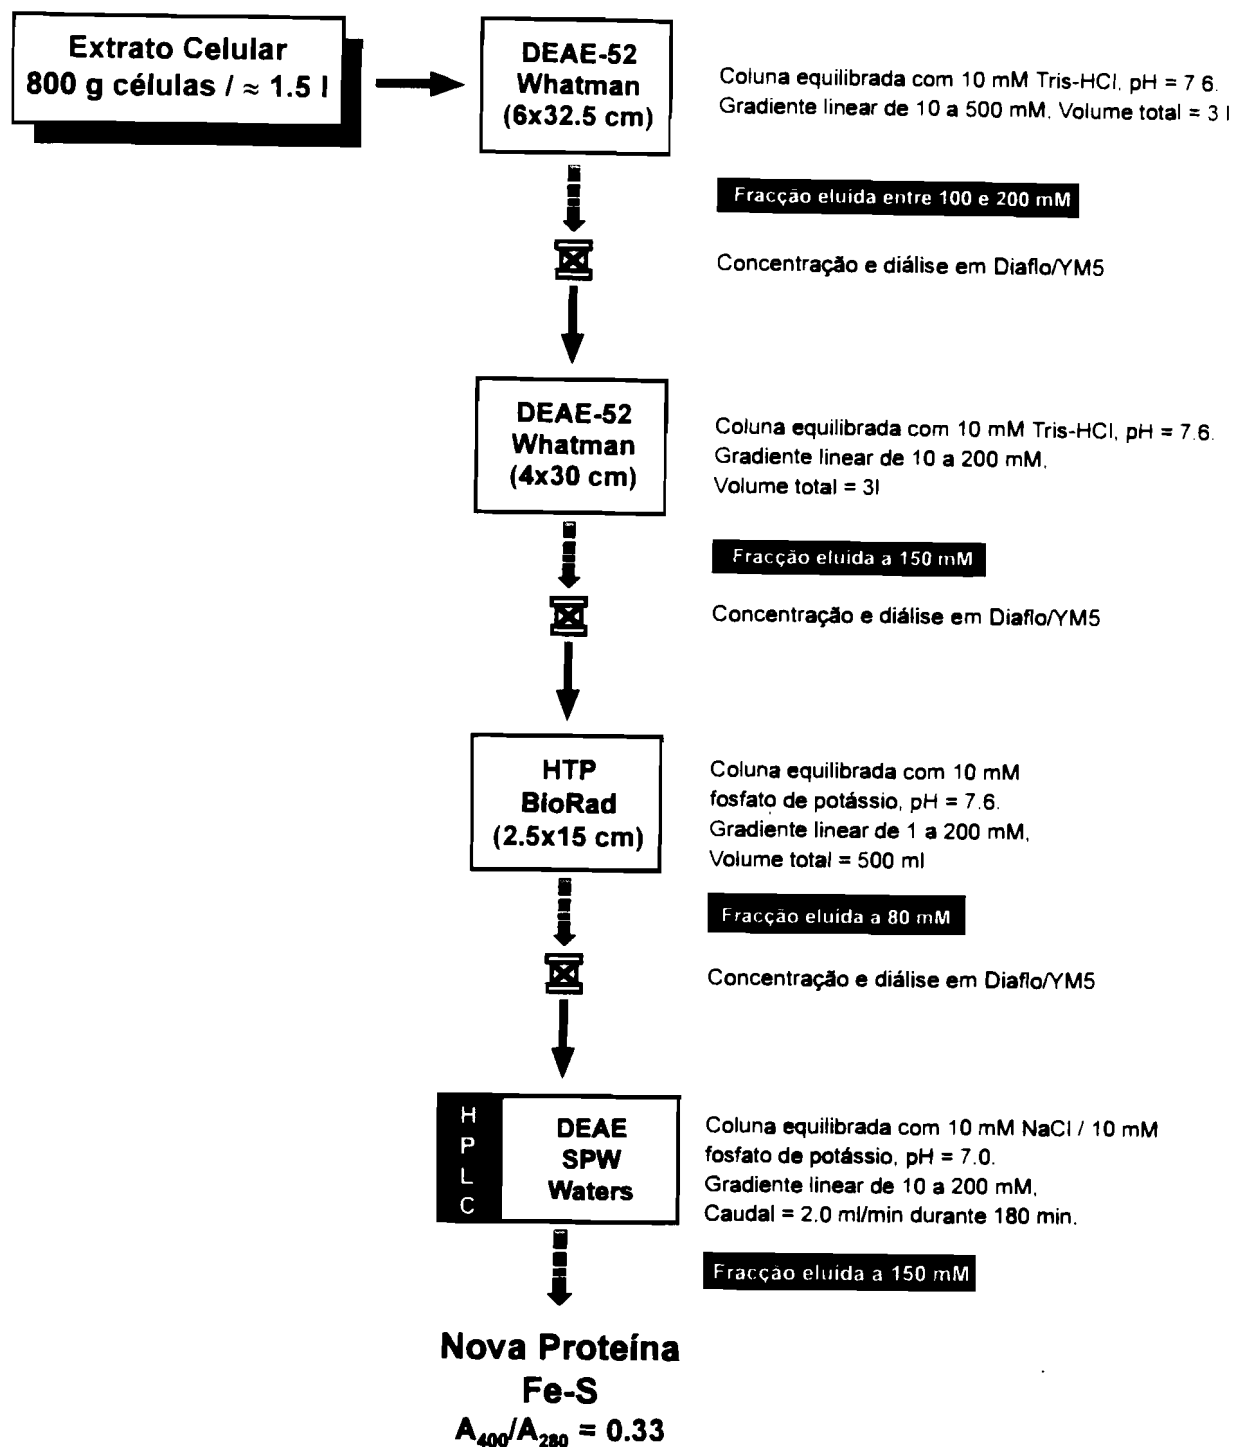 Extrato Celular
800 g células / ≈ 1.5 l
DEAE-52
Whatman
(6x32.5 cm)
Coluna equilibrada com 10 mM Tris-HCl, pH = 7 6.
Gradiente linear de 10 a 500 mM, Volume total = 3 l
Fracção eluída entre 100 e 200 mM
Concentração e diálise em Diaflo/YM5
DEAE-52
Whatman
(4x30 cm)
Coluna equilibrada com 10 mM Tris-HCl, pH = 7.6.
Gradiente linear de 10 a 200 mM,
Volume total = 3l
Fracção eluída a 150 mM
Concentração e diálise em Diaflo/YM5
HTP
BioRad
(2.5x15 cm)
Coluna equilibrada com 10 mM
fosfato de potássio, pH = 7.6.
Gradiente linear de 1 a 200 mM,
Volume total = 500 ml
Fracção eluída a 80 mM
Concentração e diálise em Diaflo/YM5
HPLC
DEAE
SPW
Waters
Coluna equilibrada com 10 mM NaCl / 10 mM
fosfato de potássio, pH = 7.0.
Gradiente linear de 10 a 200 mM,
Caudal = 2.0 ml/min durante 180 min.
Fracção eluída a 150 mM
Nova Proteína
Fe-S
A400/A280 = 0.33